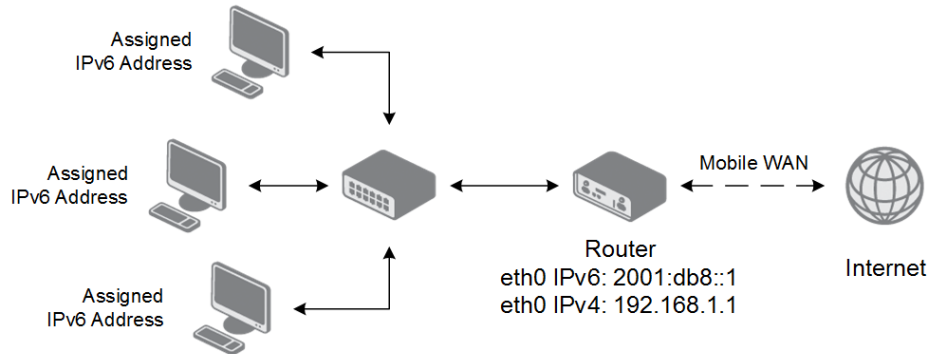 Assigned
IPv6 Address
Assigned
IPv6 Address
Assigned
IPv6 Address
Mobile WAN
Router
eth0 IPv6: 2001:db8::1
eth0 IPv4: 192.168.1.1
Internet